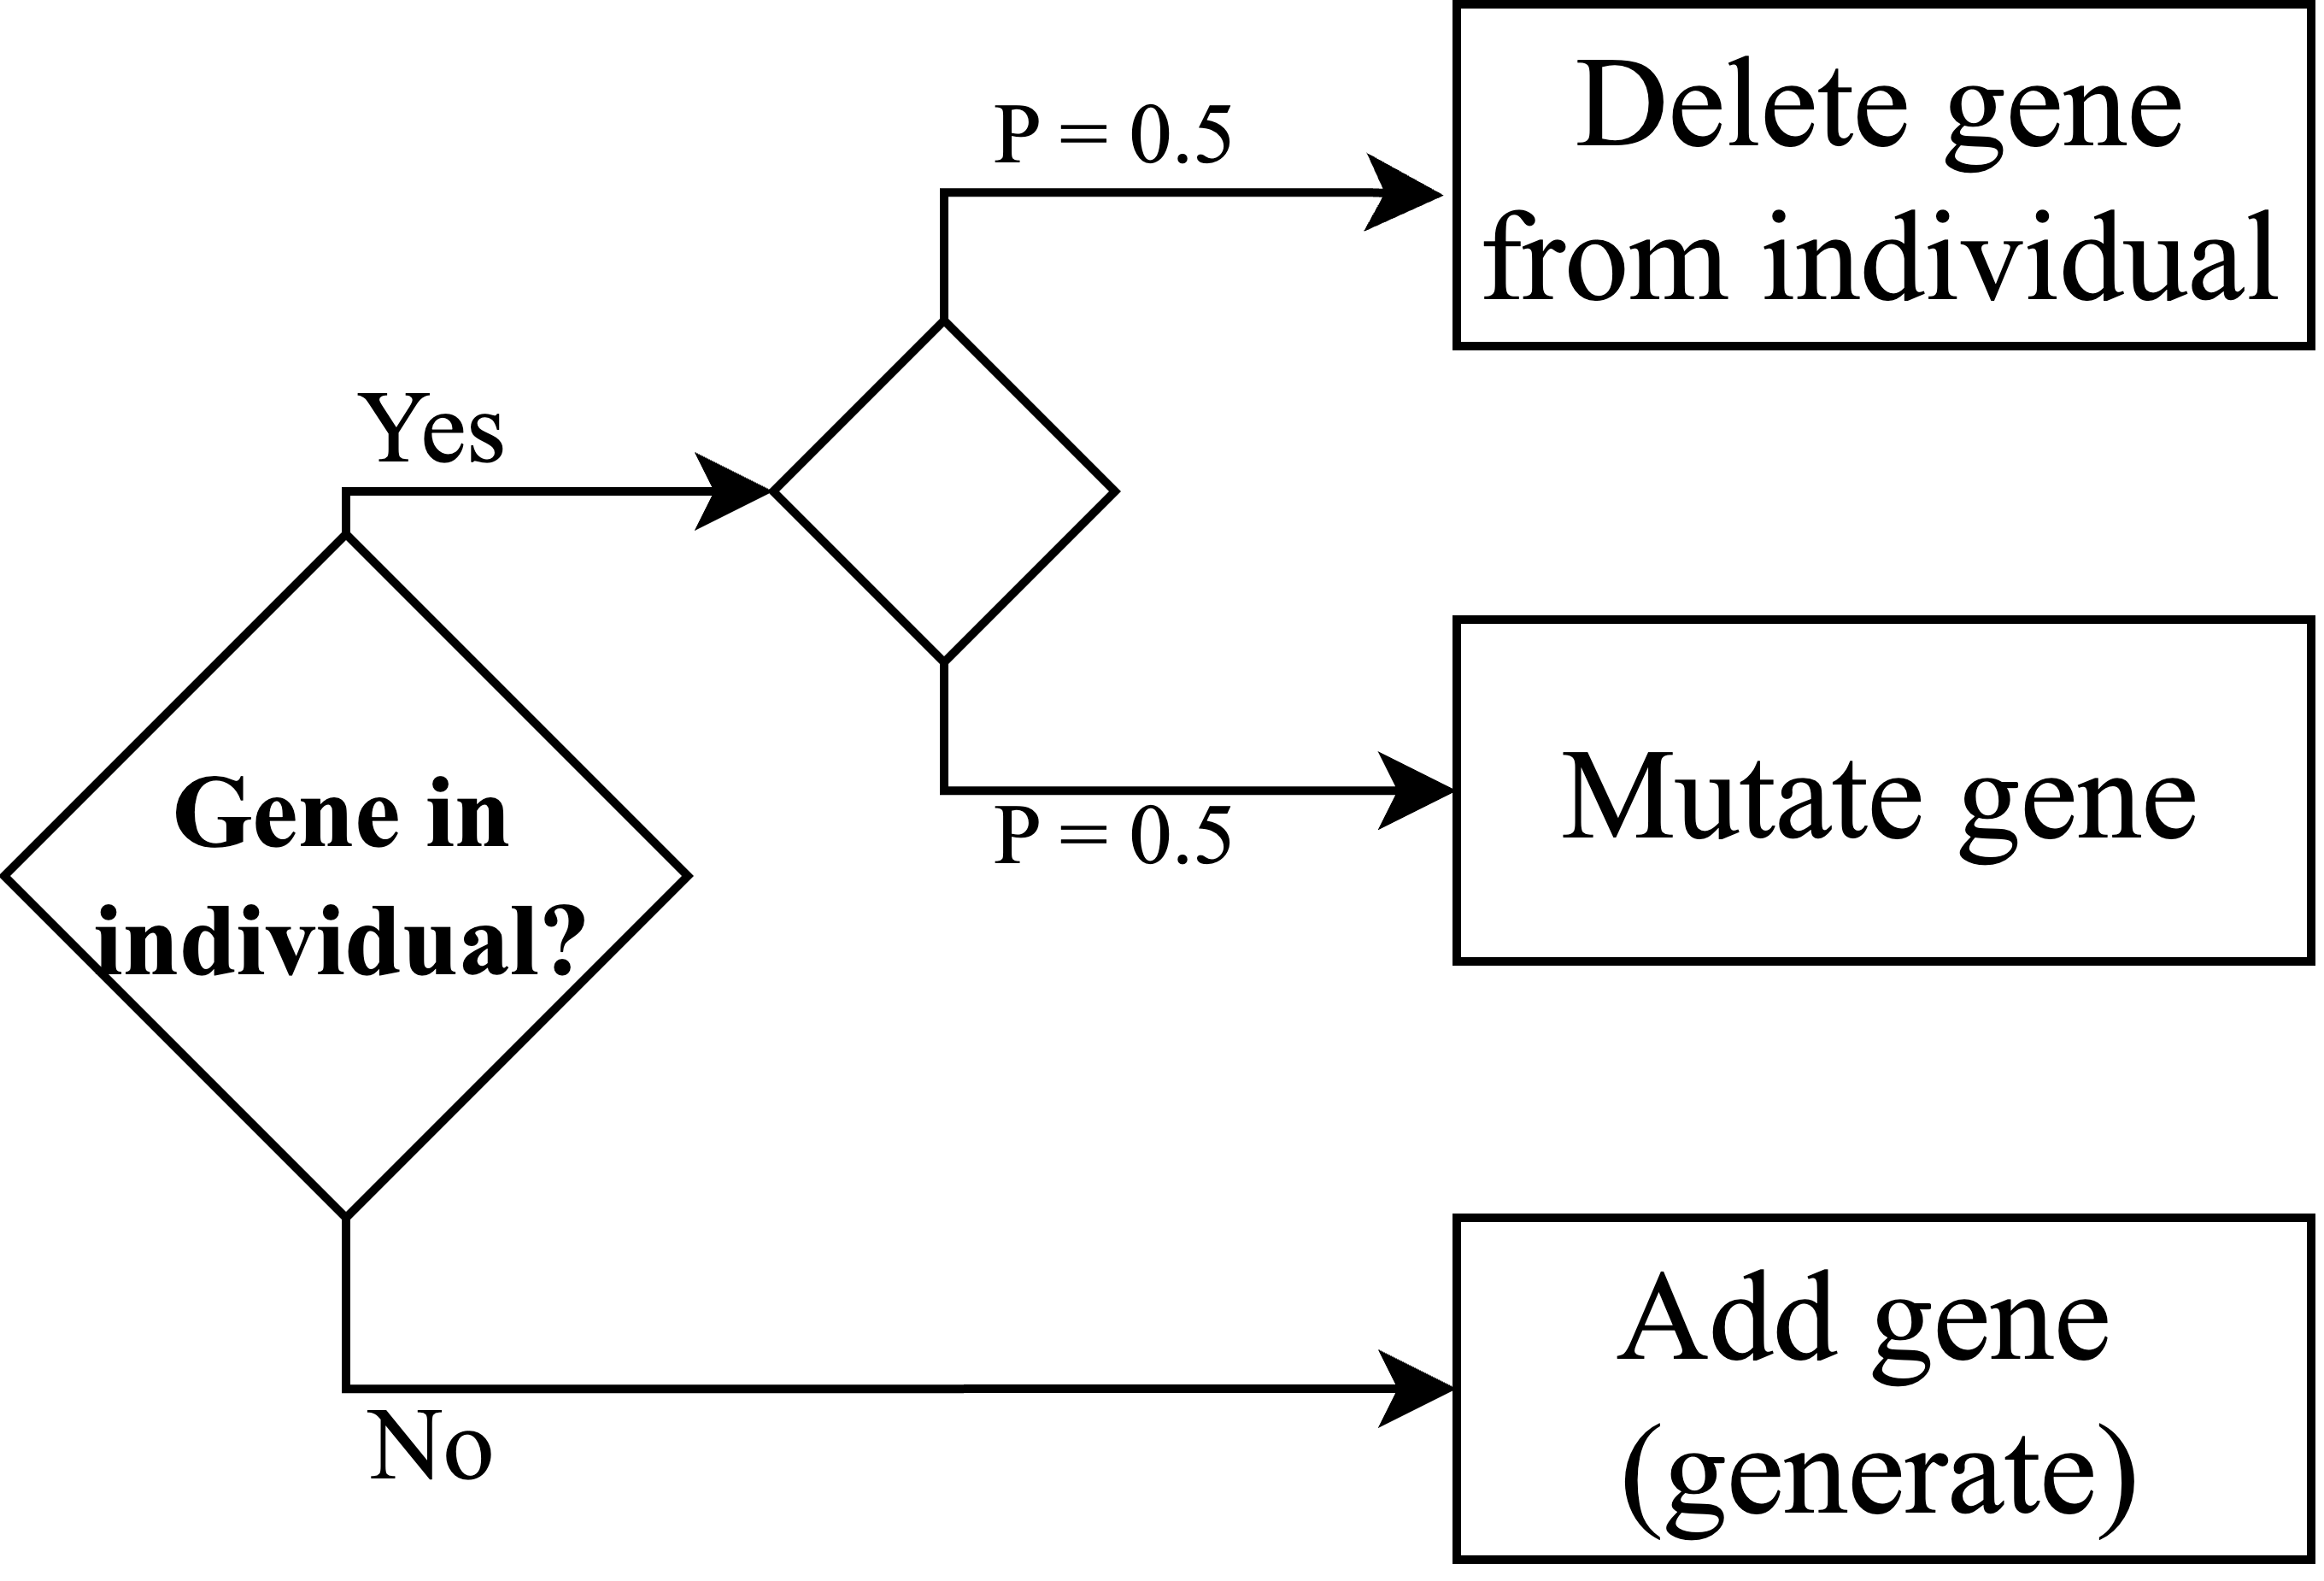 P = 0.5
Delete gene
from individual
Yes
Gene in
individual?
P = 0.5
Mutate gene
No
Add gene
(generate)